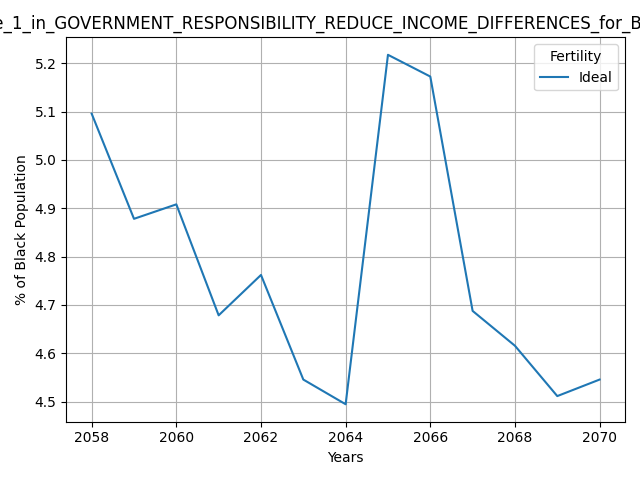 e_1_in_GOVERNMENT_RESPONSIBILITY_REDUCE_INCOME_DIFFERENCES_for_B
Fertility
Ideal
5.2
5.1
5.0
4.9
4.8
4.7
4.6
4.5
% of Black Population
2058 2060 2062 2064 2066 2068 2070
Years